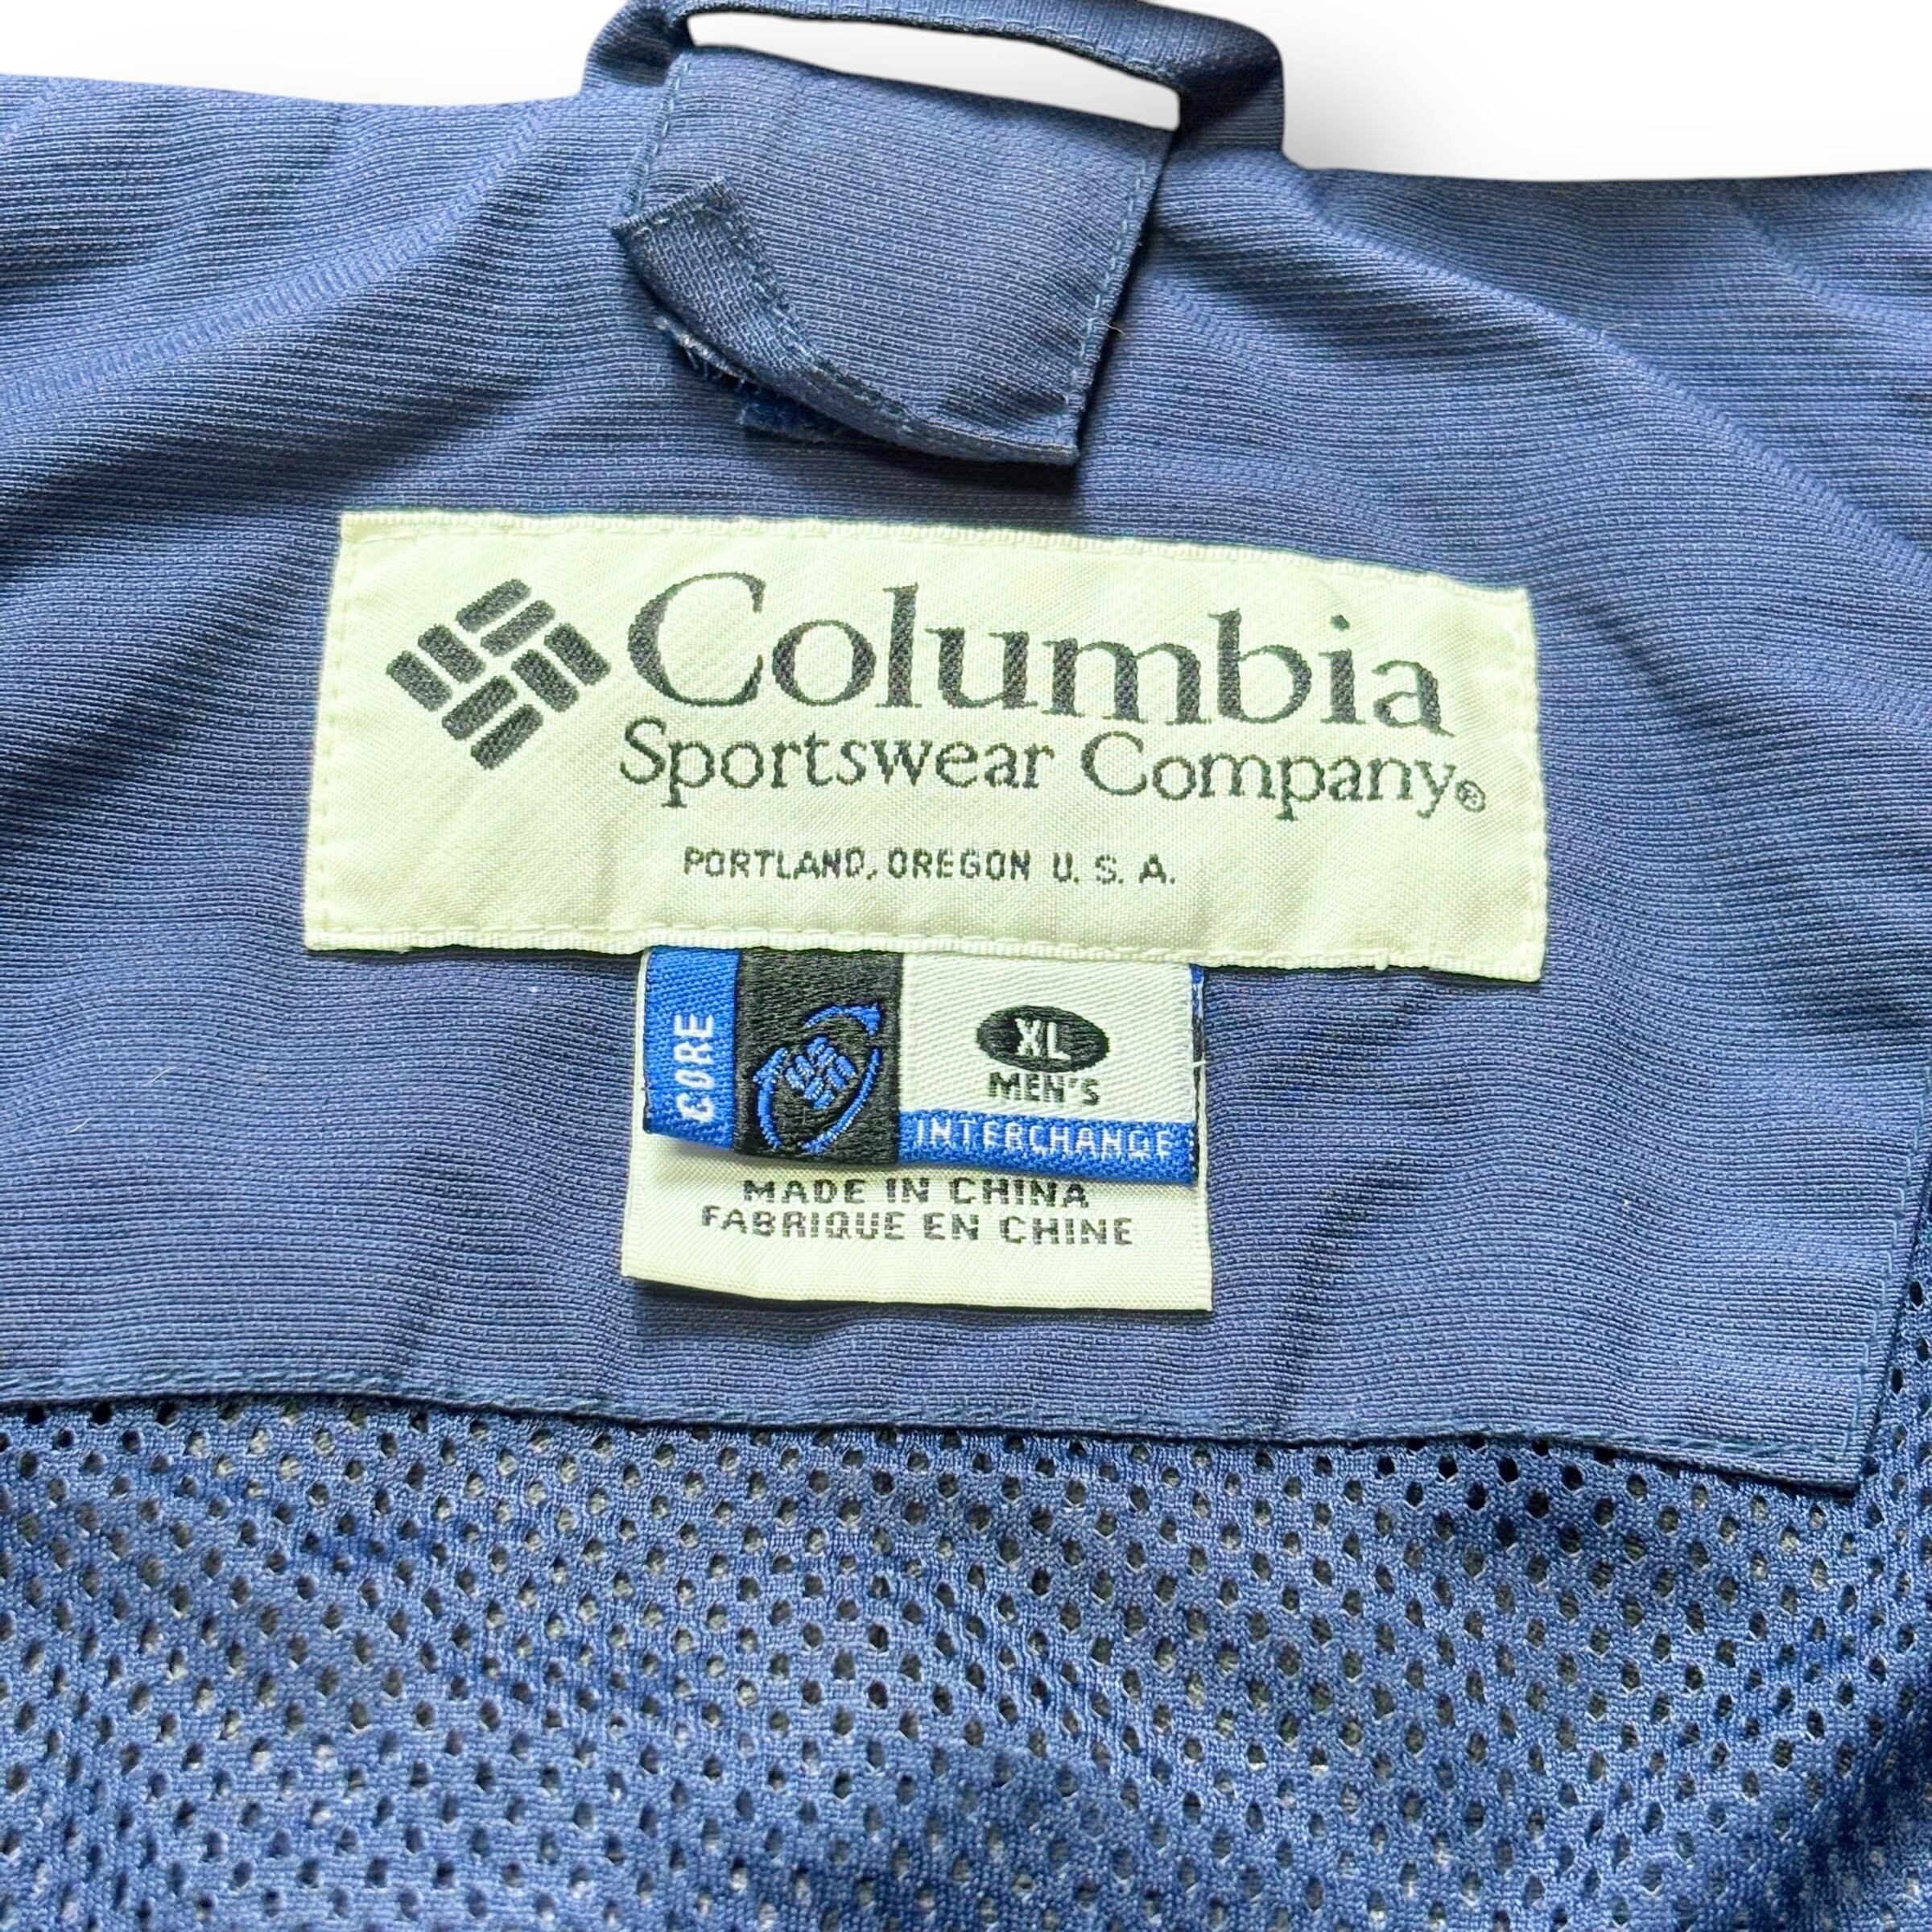 Columbia
Sportswear Company®
PORTLAND, OREGON U. S. A.
CORE
XL
MEN'S
INTERCHANGE
MADE IN CHINA
FABRIQUE EN CHINE